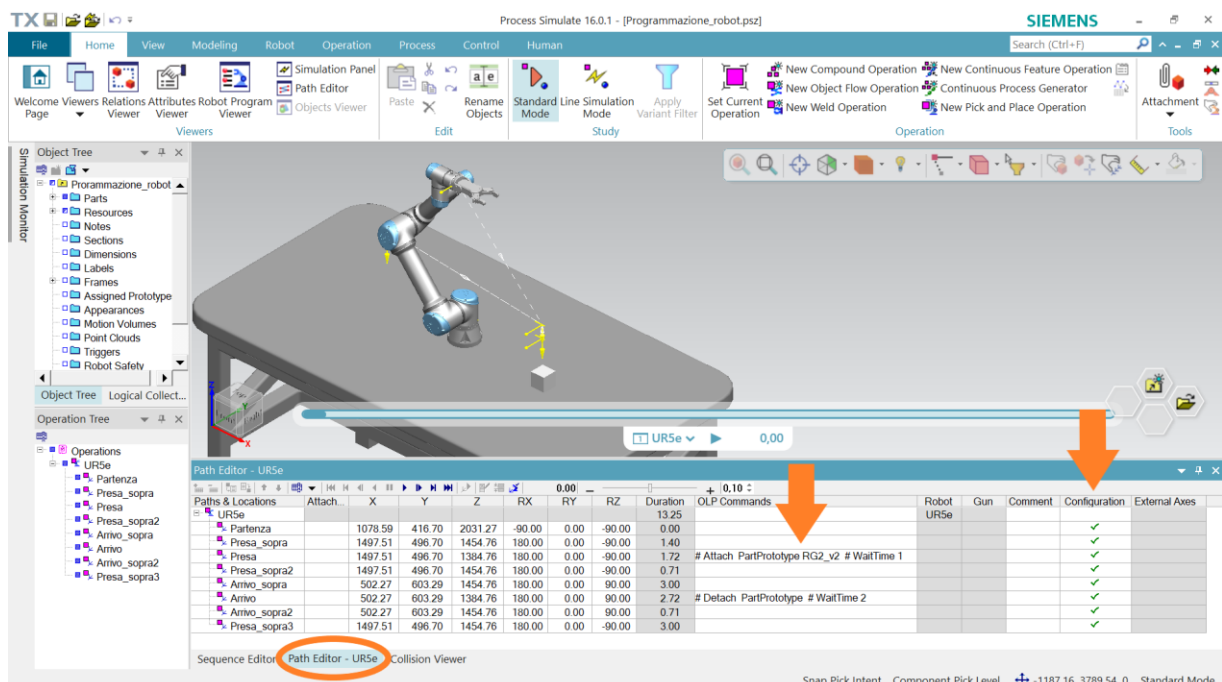 TX Process Simulate 16.0.1 - [Programmazione_robot.psz] SIEMENS
File Home View Modeling Robot Operation Process Control Human Search (Ctrl+F)
Welcome Page
Viewers
Relations Viewer
Attributes Viewer
Robot Program Viewer
Simulation Panel
Path Editor
Objects Viewer
Viewers
Paste
Rename Objects
Edit
Standard Mode
Line Simulation Mode
Apply Variant Filter
Study
Set Current Operation
New Compound Operation
New Object Flow Operation
New Weld Operation
New Continuous Feature Operation
Continuous Process Generator
New Pick and Place Operation
Operation
Attachment
Tools
Simulation Monitor
Object Tree
Prorammazione_robot
Parts
Resources
Notes
Sections
Dimensions
Labels
Frames
Assigned Prototype
Appearances
Motion Volumes
Point Clouds
Triggers
Robot Safety
Object Tree Logical Collect...
Operation Tree
Operations
UR5e
Partenza
Presa_sopra
Presa
Presa_sopra2
Arrivo_sopra
Arrivo
Arrivo_sopra2
Presa_sopra3
1 UR5e 0,00
Path Editor - UR5e
0.00 0,10
Paths & Locations Attach... X Y Z RX RY RZ Duration OLP Commands Robot Gun Comment Configuration External Axes
UR5e 13.25 UR5e
Partenza 1078.59 416.70 2031.27 -90.00 0.00 -90.00 0.00
Presa_sopra 1497.51 496.70 1454.76 180.00 0.00 -90.00 1.40
Presa 1497.51 496.70 1384.76 180.00 0.00 -90.00 1.72 # Attach PartPrototype RG2_v2 # WaitTime 1
Presa_sopra2 1497.51 496.70 1454.76 180.00 0.00 -90.00 0.71
Arrivo_sopra 502.27 603.29 1454.76 180.00 0.00 90.00 3.00
Arrivo 502.27 603.29 1384.76 180.00 0.00 90.00 2.72 # Detach PartPrototype # WaitTime 2
Arrivo_sopra2 502.27 603.29 1454.76 180.00 0.00 90.00 0.71
Presa_sopra3 1497.51 496.70 1454.76 180.00 0.00 -90.00 3.00
Sequence Editor Path Editor - UR5e Collision Viewer
Snap Pick Intent Component Pick Level -1187.16, 3789.54, 0 Standard Mode